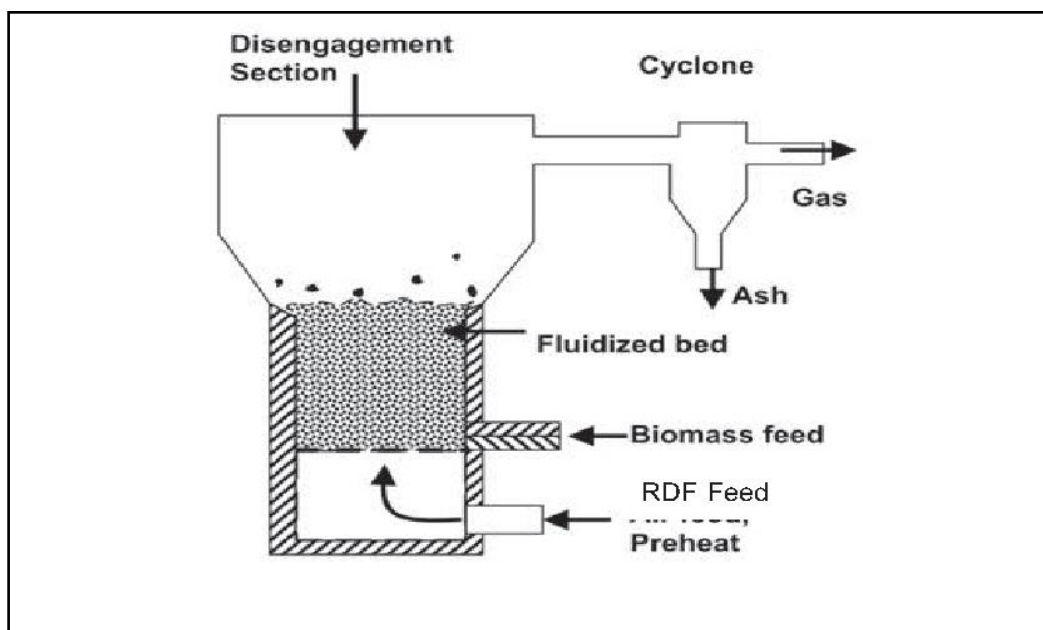 Disengagement
Section
Cyclone
Gas
Ash
Fluidized bed
Biomass feed
RDF Feed
Preheat